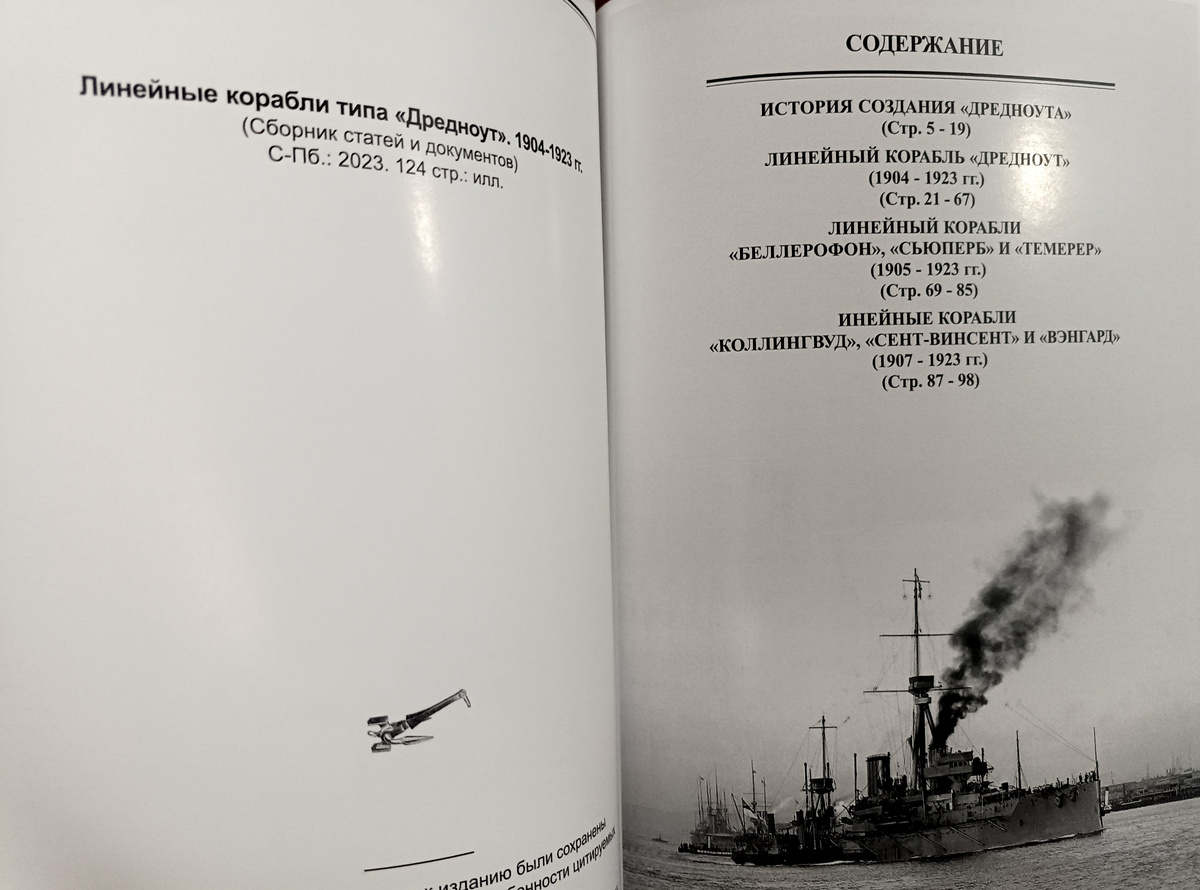 Линейные корабли типа «Дредноут». 1904-1923 гг.
(Сборник статей и документов)
С-Пб.: 2023. 124 стр.: илл.
изданию были сохранены
цитируемых
СОДЕРЖАНИЕ
ИСТОРИЯ СОЗДАНИЯ «ДРЕДНОУТА»
(Стр. 5 - 19)
ЛИНЕЙНЫЙ КОРАБЛЬ «ДРЕДНОУТ»
(1904 - 1923 гг.)
(Стр. 21 - 67)
ЛИНЕЙНЫЙ КОРАБЛИ
«БЕЛЛЕРОФОН», «СЬЮПЕРБ» И «ТЕМЕРЕР»
(1905 - 1923 гг.)
(Стр. 69 - 85)
ИНЕЙНЫЕ КОРАБЛИ
«КОЛЛИНГВУД», «СЕНТ-ВИНСЕНТ» И «ВЭНГАРД»
(1907 - 1923 гг.)
(Стр. 87 - 98)